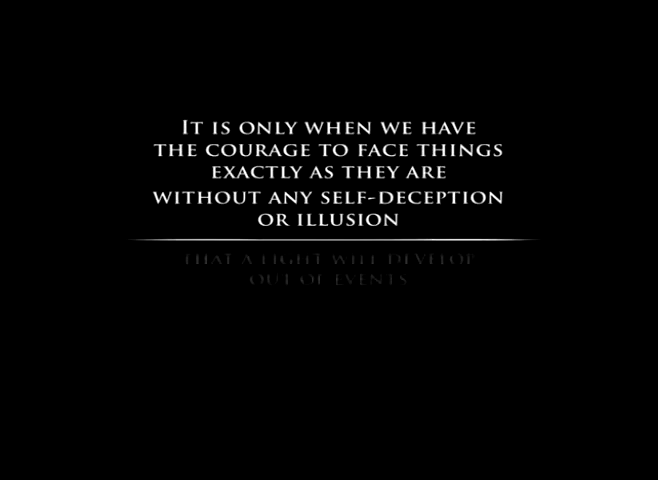 It is only when we have
the courage to face things
exactly as they are
without any self-deception
or illusion
that a light will develop
out of events